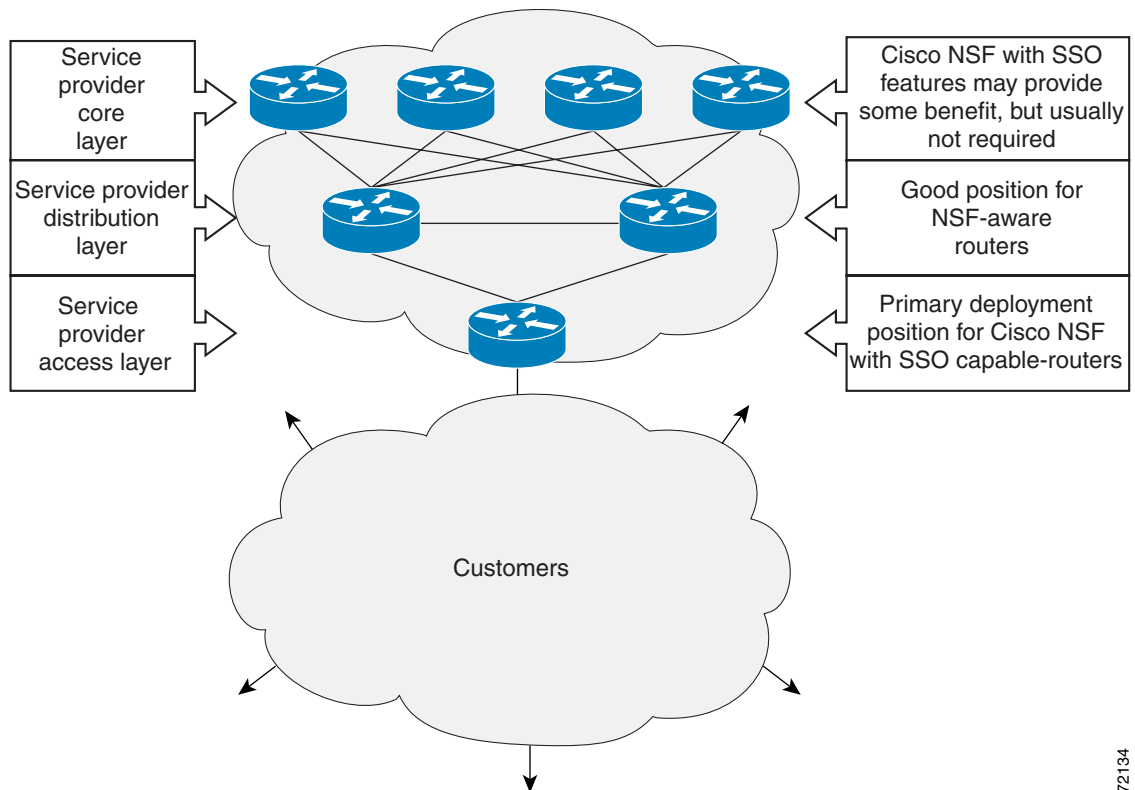 Service
provider
core
layer
Cisco NSF with SSO
features may provide
some benefit, but usually
not required
Service provider
distribution
layer
Good position for
NSF-aware
routers
Service
provider
access layer
Primary deployment
position for Cisco NSF
with SSO capable-routers
Customers
72134